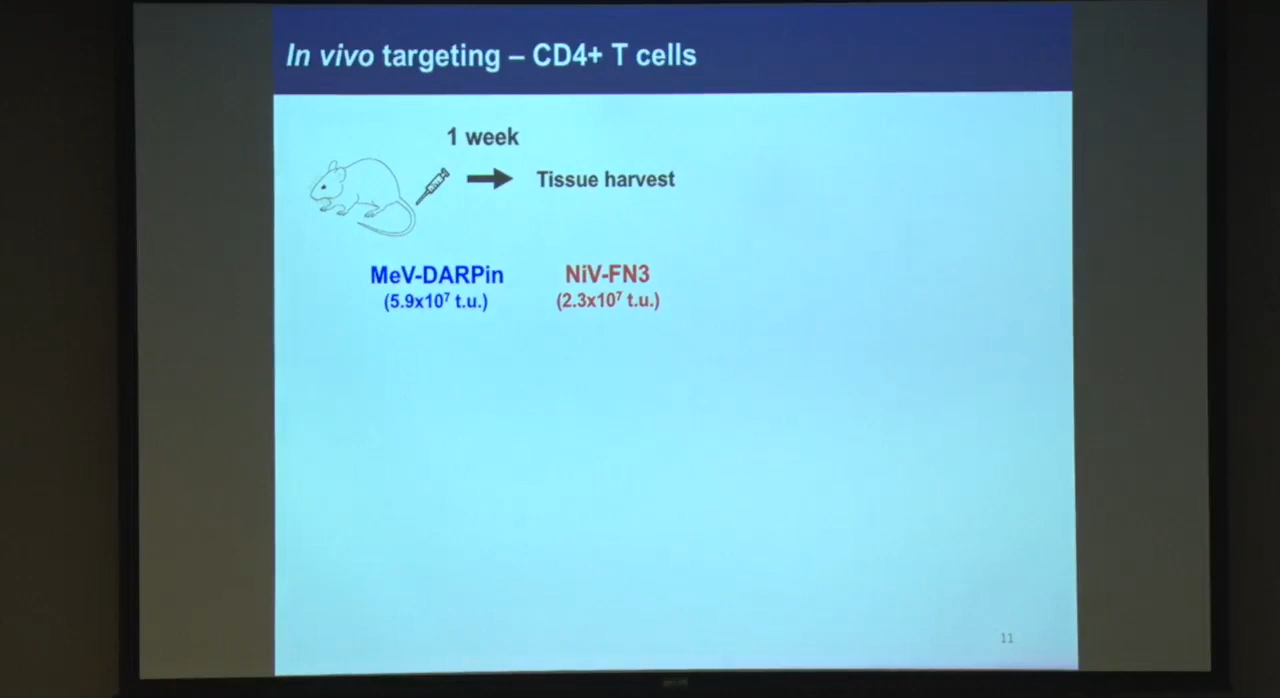 In vivo targeting – CD4+ T cells
1 week
Tissue harvest
MeV-DARPin
NiV-FN3
(5.9x10⁷ t.u.)
(2.3x10⁷ t.u.)
11